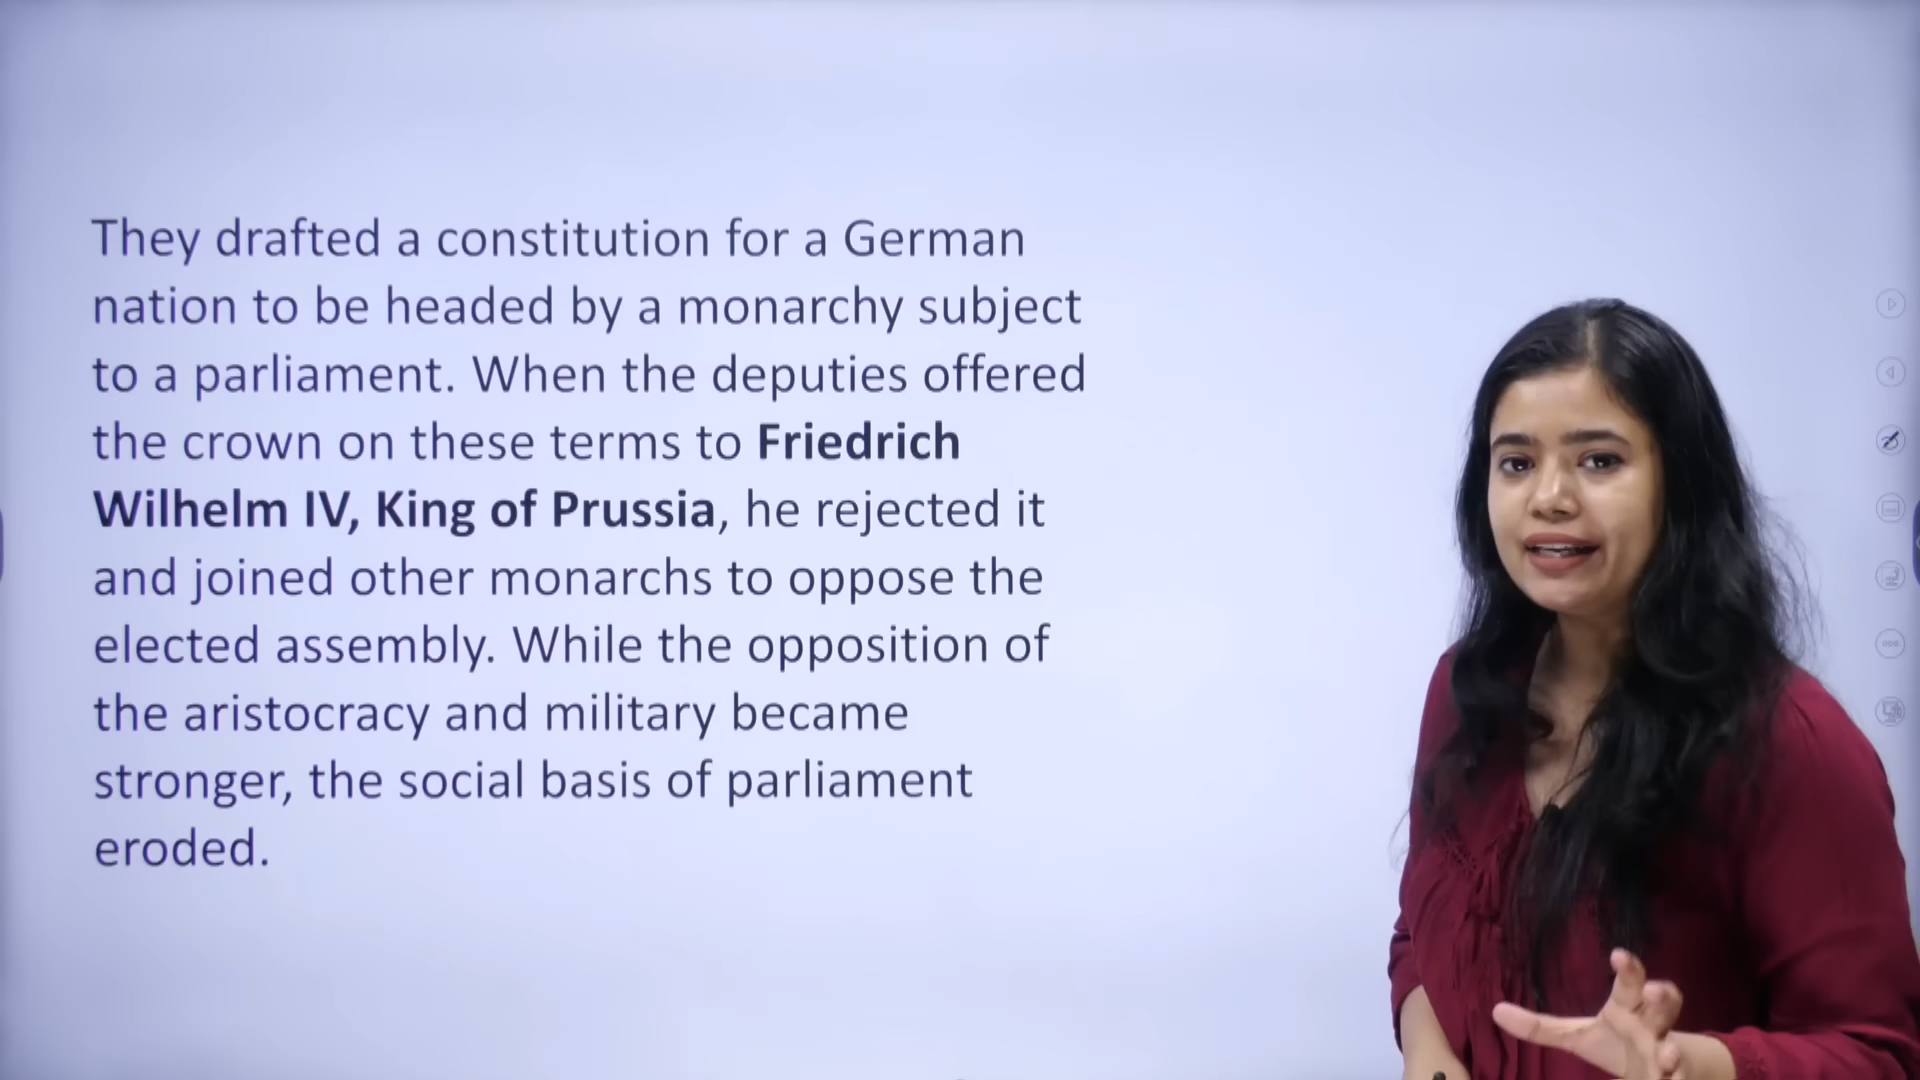 They drafted a constitution for a German
nation to be headed by a monarchy subject
to a parliament. When the deputies offered
the crown on these terms to Friedrich
Wilhelm IV, King of Prussia, he rejected it
and joined other monarchs to oppose the
elected assembly. While the opposition of
the aristocracy and military became
stronger, the social basis of parliament
eroded.